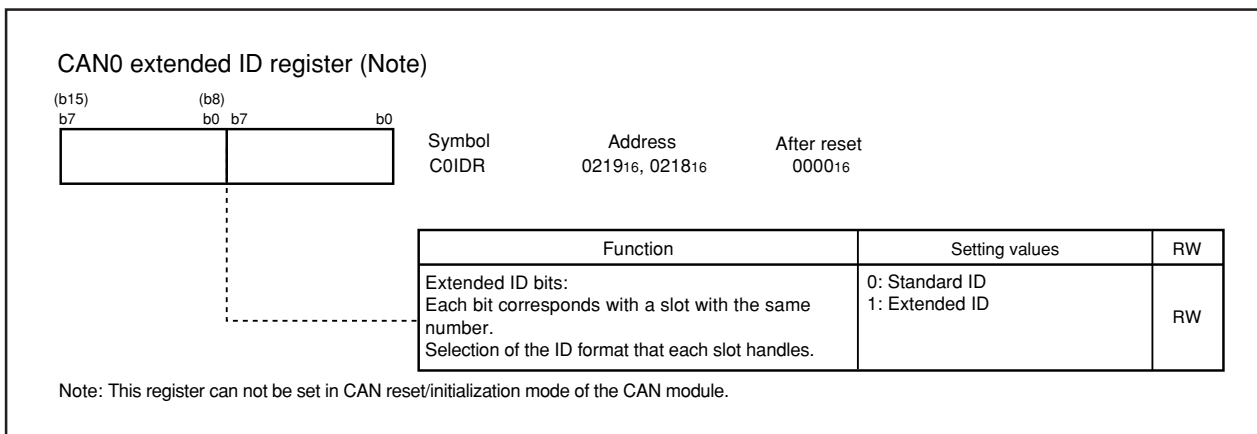 CAN0 extended ID register (Note)
(b15) (b8)
b7 b0 b7 b0
Symbol Address After reset
C0IDR 021916, 021816 000016
Function Setting values RW
Extended ID bits: 0: Standard ID
Each bit corresponds with a slot with the same 1: Extended ID
number. RW
Selection of the ID format that each slot handles.
Note: This register can not be set in CAN reset/initialization mode of the CAN module.